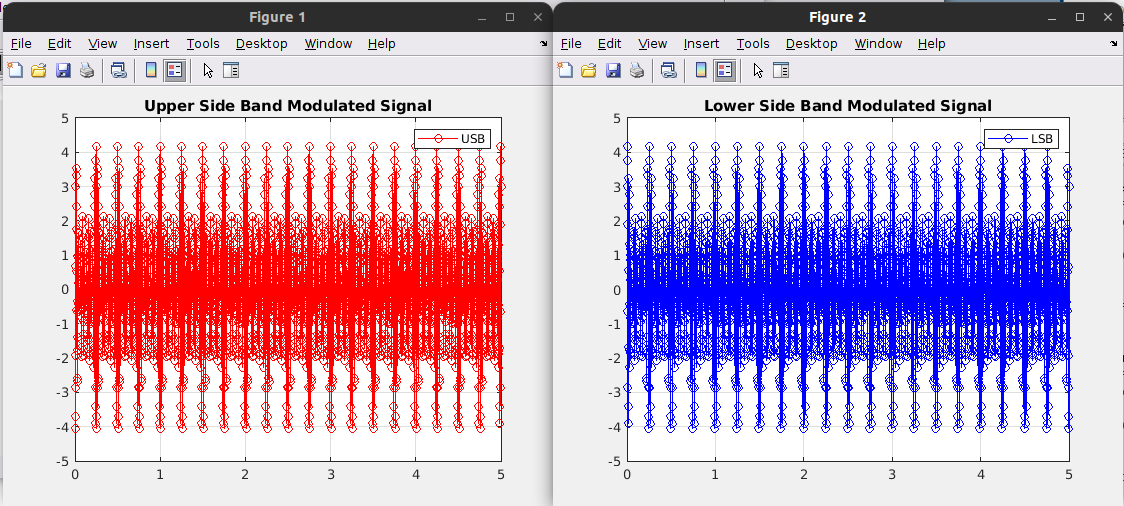 Figure 1
File Edit View Insert Tools Desktop Window Help
Upper Side Band Modulated Signal
USB
5
4
3
2
1
0
-1
-2
-3
-4
-5
0 1 2 3 4 5
Figure 2
File Edit View Insert Tools Desktop Window Help
Lower Side Band Modulated Signal
LSB
5
4
3
2
1
0
-1
-2
-3
-4
-5
0 1 2 3 4 5